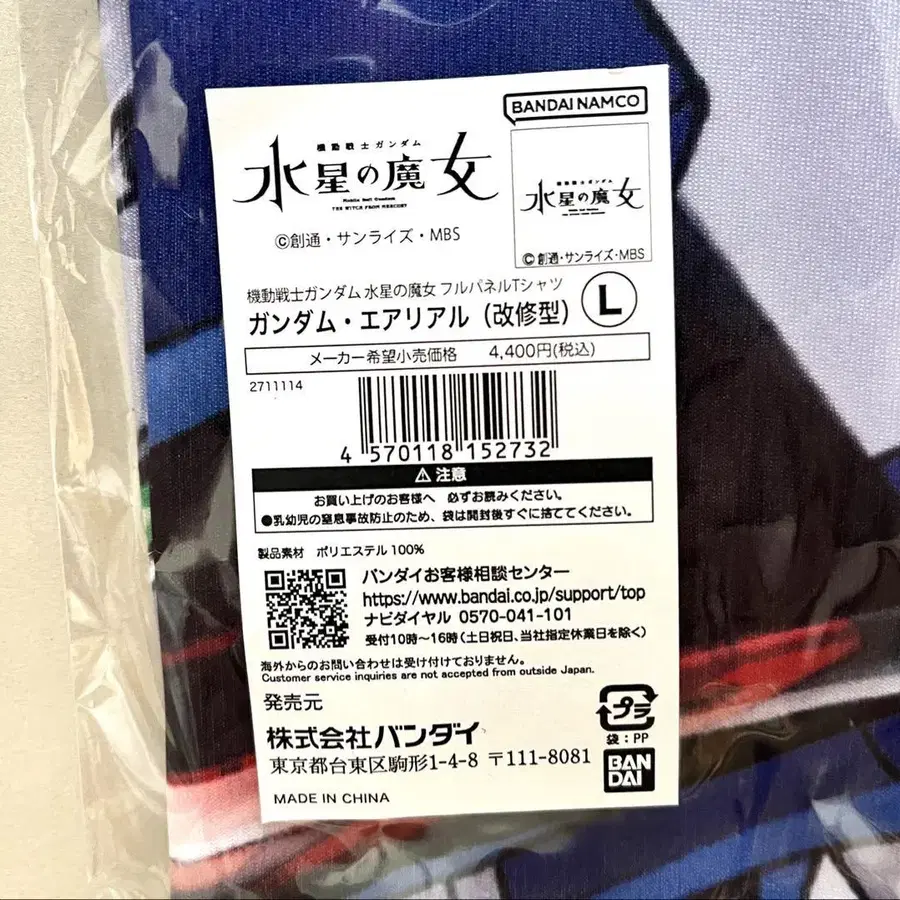 BANDAI NAMCO
機動戦士ガンダム
水星の魔女
Mobile Suit Gundam
THE WITCH FROM MERCURY
©創通・サンライズ・MBS
機動戦士ガンダム
水星の魔女
©創通・サンライズ・MBS
機動戦士ガンダム 水星の魔女 フルパネルTシャツ
ガンダム・エアリアル（改修型） L
メーカー希望小売価格 4,400円(税込)
2711114
4 570118 152732
⚠ 注意
お買い上げのお客様へ 必ずお読みください。
●乳幼児の窒息事故防止のため、袋は開封後すぐに捨ててください。
製品素材 ポリエステル 100%
バンダイお客様相談センター
https://www.bandai.co.jp/support/top
ナビダイヤル 0570-041-101
受付10時～16時(土日祝日、当社指定休業日を除く)
海外からのお問い合わせは受け付けておりません。
Customer service inquiries are not accepted from outside Japan.
発売元
株式会社バンダイ
東京都台東区駒形1-4-8 〒111-8081
MADE IN CHINA
プラ
袋：PP
BAN
DAI